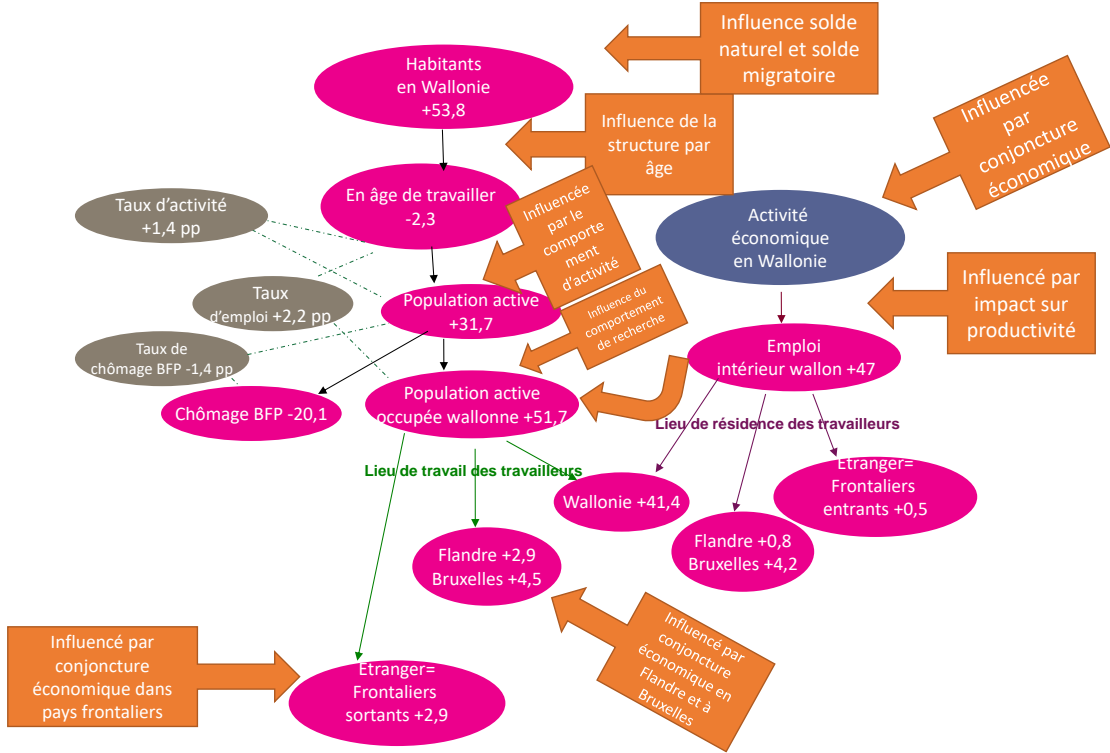 Influence solde
naturel et solde
migratoire
Habitants
en Wallonie
+53,8
Influence de la
structure par
âge
Influencée
par
conjoncture
économique
En âge de travailler
-2,3
Taux d’activité
+1,4 pp
Influencée
par le
comporte
ment
d’activité
Activité
économique
en Wallonie
Taux
d’emploi +2,2 pp
Population active
+31,7
Influence du
comportement
de recherche
Influencé par
impact sur
productivité
Taux de
chômage BFP -1,4 pp
Emploi
intérieur wallon +47
Chômage BFP -20,1
Population active
occupée wallonne +51,7
Lieu de résidence des travailleurs
Lieu de travail des travailleurs
Wallonie +41,4
Etranger=
Frontaliers
entrants +0,5
Flandre +2,9
Bruxelles +4,5
Flandre +0,8
Bruxelles +4,2
Influencé par
conjoncture
économique en
Flandre et à
Bruxelles
Influencé par
conjoncture
économique dans
pays frontaliers
Etranger=
Frontaliers
sortants +2,9